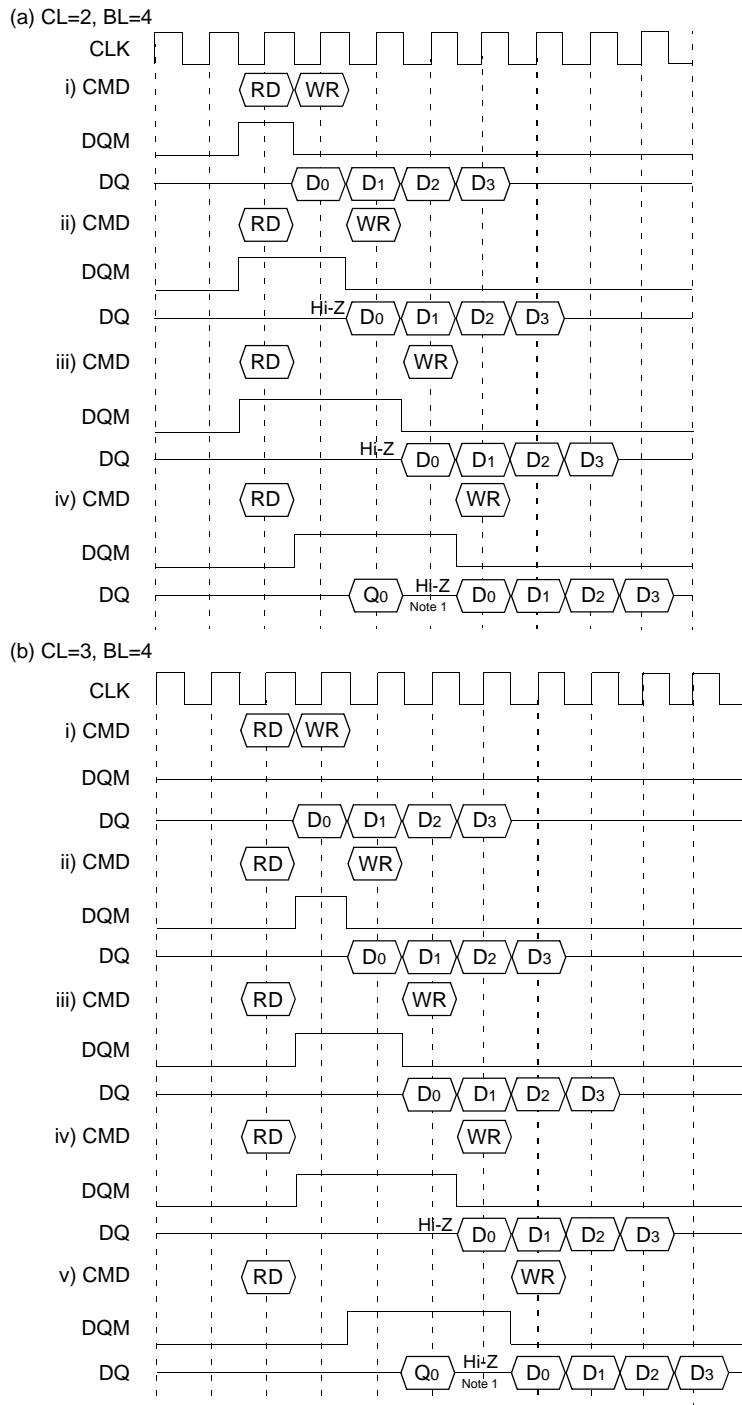 (a) CL=2, BL=4
CLK
i) CMD RD WR
DQM
DQ D0 D1 D2 D3
ii) CMD RD WR
DQM
DQ Hi-Z D0 D1 D2 D3
iii) CMD RD WR
DQM
DQ Hi-Z D0 D1 D2 D3
iv) CMD RD WR
DQM
DQ Q0 Hi-Z D0 D1 D2 D3
Note 1
(b) CL=3, BL=4
CLK
i) CMD RD WR
DQM
DQ D0 D1 D2 D3
ii) CMD RD WR
DQM
DQ D0 D1 D2 D3
iii) CMD RD WR
DQM
DQ D0 D1 D2 D3
iv) CMD RD WR
DQM
DQ Hi-Z D0 D1 D2 D3
v) CMD RD WR
DQM
DQ Q0 Hi-Z D0 D1 D2 D3
Note 1